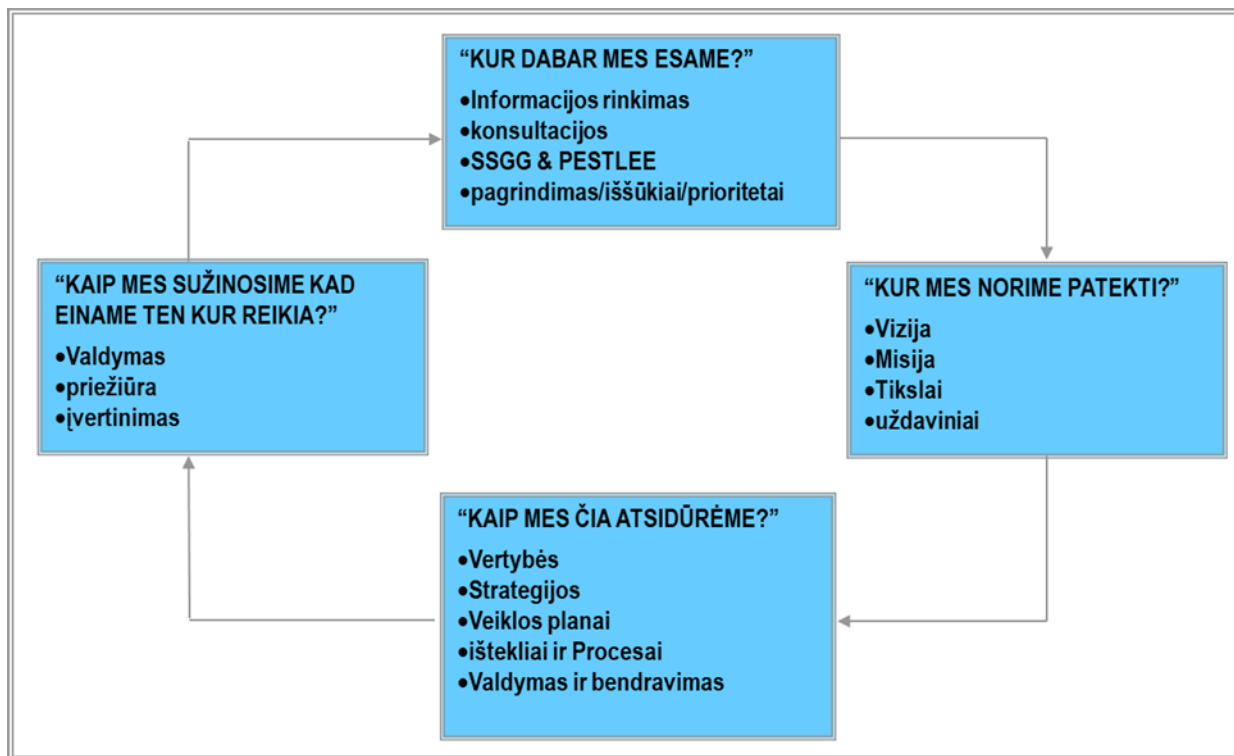 “KUR DABAR MES ESAME?”
•Informacijos rinkimas
•konsultacijos
•SSGG & PESTLEE
•pagrindimas/iššūkiai/prioritetai
“KUR MES NORIME PATEKTI?”
•Vizija
•Misija
•Tikslai
•uždaviniai
“KAIP MES ČIA ATSIDŪRĖME?”
•Vertybės
•Strategijos
•Veiklos planai
•ištekliai ir Procesai
•Valdymas ir bendravimas
“KAIP MES SUŽINOSIME KAD
EINAME TEN KUR REIKIA?”
•Valdymas
•priežiūra
•įvertinimas